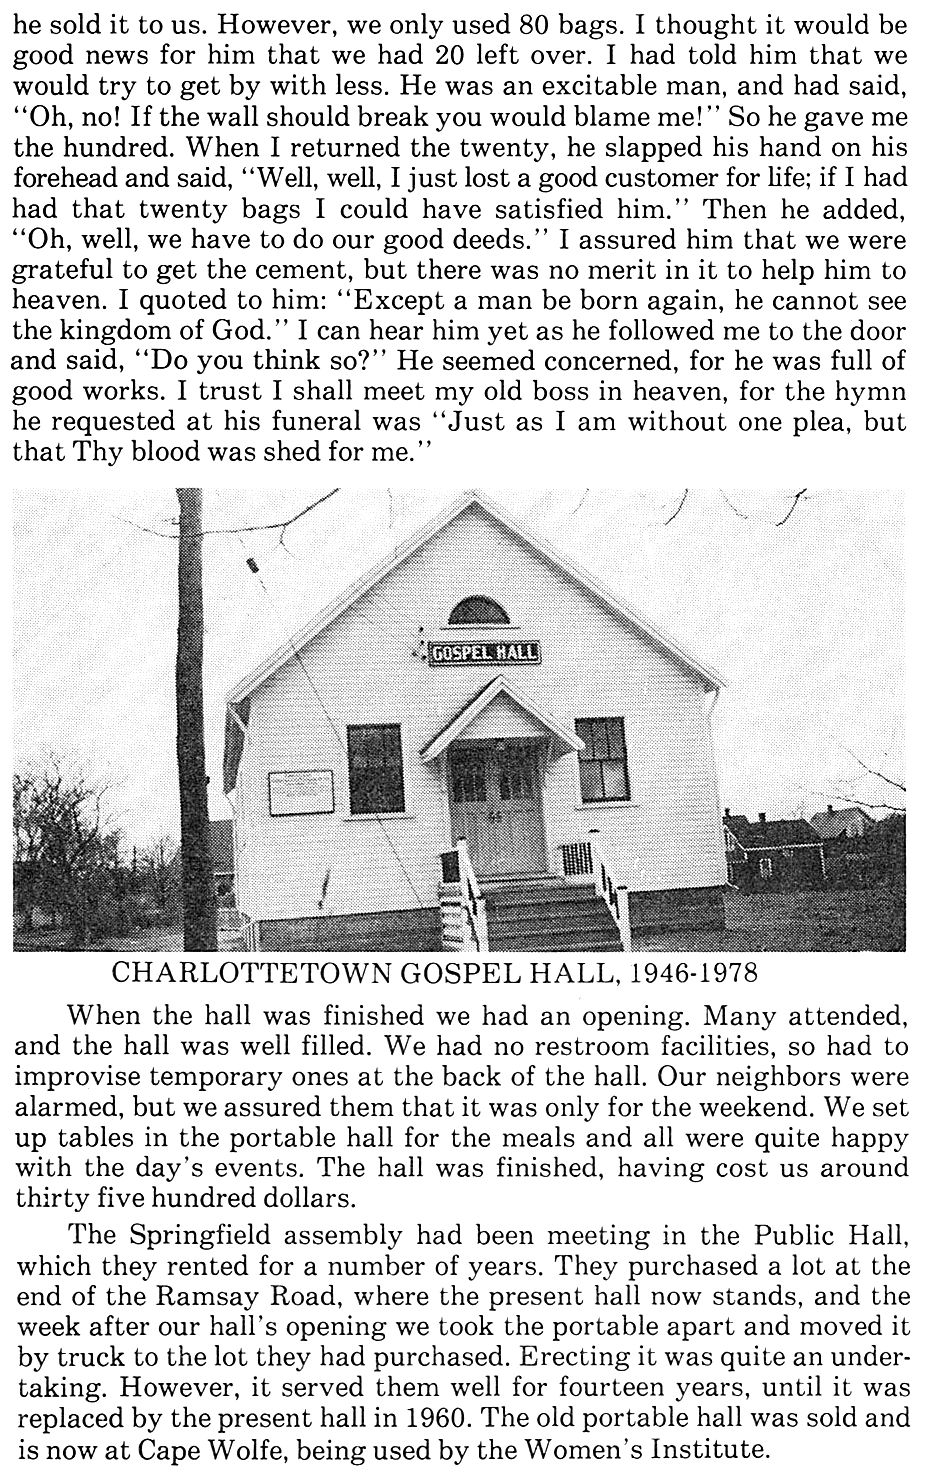 he sold it to us. However, we only used 80 bags. I thought it would be
good news for him that we had 20 left over. I had told him that we
would try to get by with less. He was an excitable man, and had said,
"Oh, no! If the wall should break you would blame me!" So he gave me
the hundred. When I returned the twenty, he slapped his hand on his
forehead and said, "Well, well, I just lost a good customer for life; if I had
had that twenty bags I could have satisfied him." Then he added,
"Oh, well, we have to do our good deeds." I assured him that we were
grateful to get the cement, but there was no merit in it to help him to
heaven. I quoted to him: "Except a man be born again, he cannot see
the kingdom of God." I can hear him yet as he followed me to the door
and said, "Do you think so?" He seemed concerned, for he was full of
good works. I trust I shall meet my old boss in heaven, for the hymn
he requested at his funeral was "Just as I am without one plea, but
that Thy blood was shed for me."
GOSPEL HALL
CHARLOTTETOWN GOSPEL HALL, 1946-1978
When the hall was finished we had an opening. Many attended,
and the hall was well filled. We had no restroom facilities, so had to
improvise temporary ones at the back of the hall. Our neighbors were
alarmed, but we assured them that it was only for the weekend. We set
up tables in the portable hall for the meals and all were quite happy
with the day's events. The hall was finished, having cost us around
thirty five hundred dollars.
The Springfield assembly had been meeting in the Public Hall,
which they rented for a number of years. They purchased a lot at the
end of the Ramsay Road, where the present hall now stands, and the
week after our hall's opening we took the portable apart and moved it
by truck to the lot they had purchased. Erecting it was quite an under-
taking. However, it served them well for fourteen years, until it was
replaced by the present hall in 1960. The old portable hall was sold and
is now at Cape Wolfe, being used by the Women's Institute.